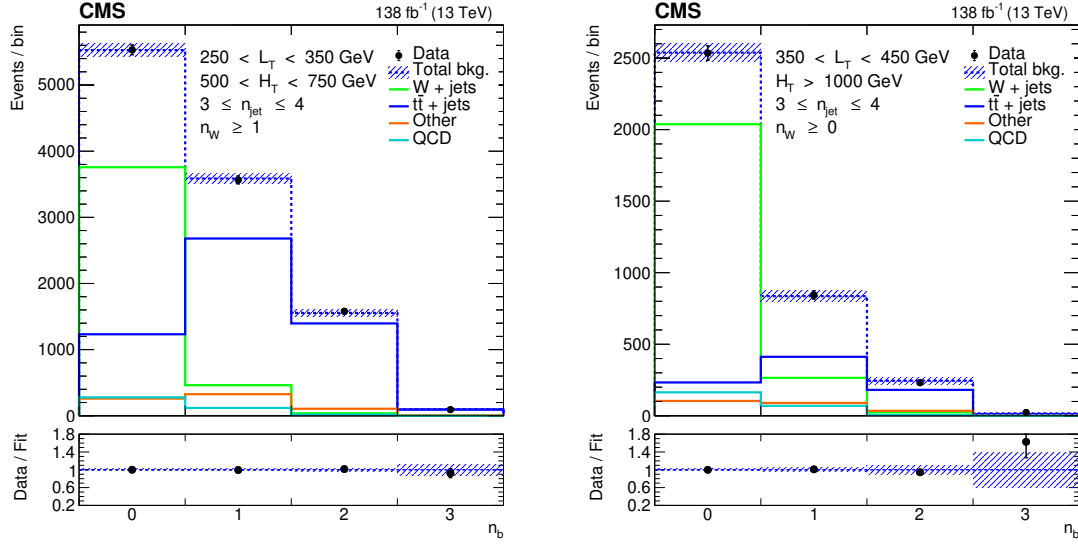 CMS
138 fb⁻¹ (13 TeV)
Events / bin
5000
4000
3000
2000
1000
0
250 < L_T < 350 GeV
500 < H_T < 750 GeV
3 ≤ n_jet ≤ 4
n_W ≥ 1
Data
Total bkg.
W + jets
tt̄ + jets
Other
QCD
Data / Fit
1.8
1.4
1
0.6
0.2
0 1 2 3
n_b
CMS
138 fb⁻¹ (13 TeV)
Events / bin
2500
2000
1500
1000
500
0
350 < L_T < 450 GeV
H_T > 1000 GeV
3 ≤ n_jet ≤ 4
n_W ≥ 0
Data
Total bkg.
W + jets
tt̄ + jets
Other
QCD
Data / Fit
1.8
1.4
1
0.6
0.2
0 1 2 3
n_b